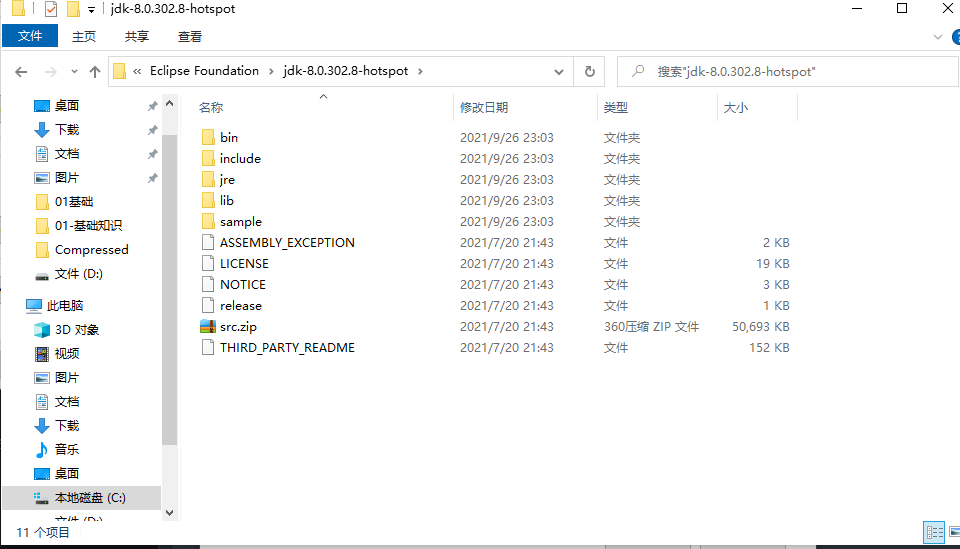 jdk-8.0.302.8-hotspot
文件 主页 共享 查看
« Eclipse Foundation › jdk-8.0.302.8-hotspot › 搜索"jdk-8.0.302.8-hotspot"
桌面
下载
文档
图片
01基础
01-基础知识
Compressed
文件 (D:)
此电脑
3D 对象
视频
图片
文档
下载
音乐
桌面
本地磁盘 (C:)
文件 (D:)
名称 修改日期 类型 大小
bin 2021/9/26 23:03 文件夹
include 2021/9/26 23:03 文件夹
jre 2021/9/26 23:03 文件夹
lib 2021/9/26 23:03 文件夹
sample 2021/9/26 23:03 文件夹
ASSEMBLY_EXCEPTION 2021/7/20 21:43 文件 2 KB
LICENSE 2021/7/20 21:43 文件 19 KB
NOTICE 2021/7/20 21:43 文件 3 KB
release 2021/7/20 21:43 文件 1 KB
src.zip 2021/7/20 21:43 360压缩 ZIP 文件 50,693 KB
THIRD_PARTY_README 2021/7/20 21:43 文件 152 KB
11 个项目